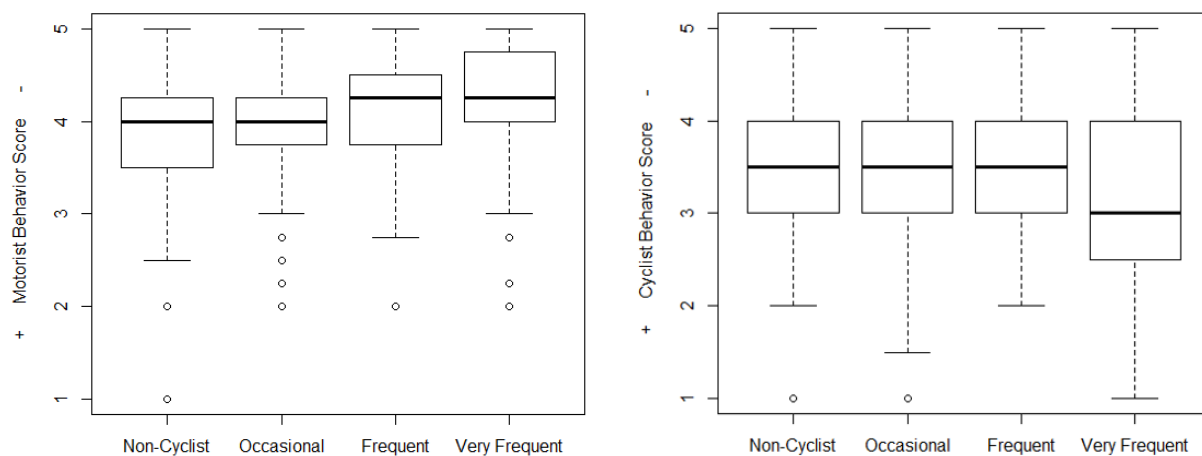 + Motorist Behavior Score -
5
4
3
2
1
Non-Cyclist Occasional Frequent Very Frequent
+ Cyclist Behavior Score -
5
4
3
2
1
Non-Cyclist Occasional Frequent Very Frequent